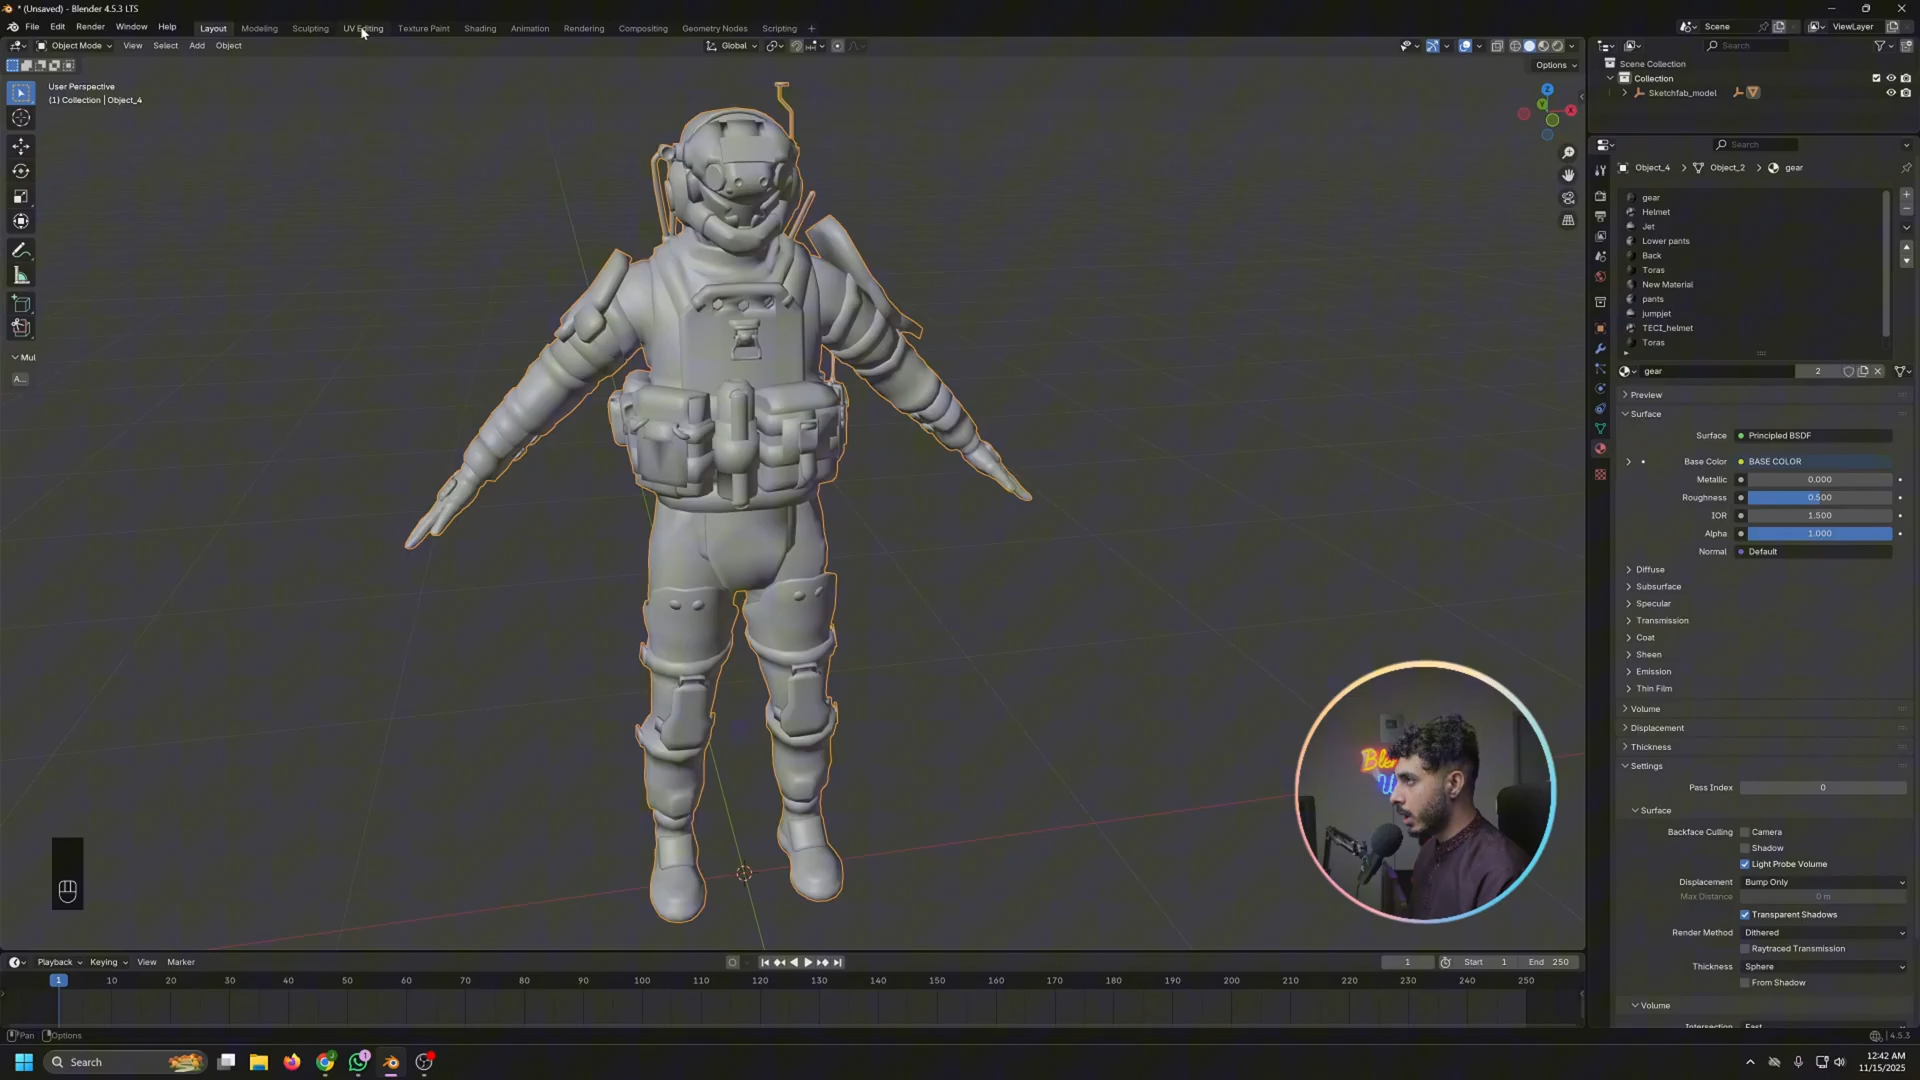 * (Unsaved) - Blender 4.5.3 LTS
File Edit Render Window Help Layout Modeling Sculpting UV Editing Texture Paint Shading Animation Rendering Compositing Geometry Nodes Scripting + Scene ViewLayer
Object Mode View Select Add Object Global Search
Options
User Perspective
(1) Collection | Object_4
Scene Collection
Collection
Sketchfab_model
Z
Y
X
Search
Object_4 > Object_2 > gear
gear
Helmet
Jet
Lower pants
Back
Toras
New Material
pants
jumpjet
TECI_helmet
Toras
Mul
A...
gear 2
Preview
Surface
Surface Principled BSDF
Base Color BASE COLOR
Metallic 0.000
Roughness 0.500
IOR 1.500
Alpha 1.000
Normal Default
Diffuse
Subsurface
Specular
Transmission
Coat
Sheen
Emission
Thin Film
Volume
Displacement
Thickness
Settings
Pass Index 0
Surface
Backface Culling Camera
Shadow
Light Probe Volume
Displacement Bump Only
Max Distance 0 m
Transparent Shadows
Render Method Dithered
Raytraced Transmission
Thickness Sphere
From Shadow
Volume
Playback Keying View Marker 1 Start 1 End 250
1 10 20 30 40 50 60 70 80 90 100 110 120 130 140 150 160 170 180 190 200 210 220 230 240 250
Pan Options 4.5.3
Search 1 12:42 AM
11/15/2025